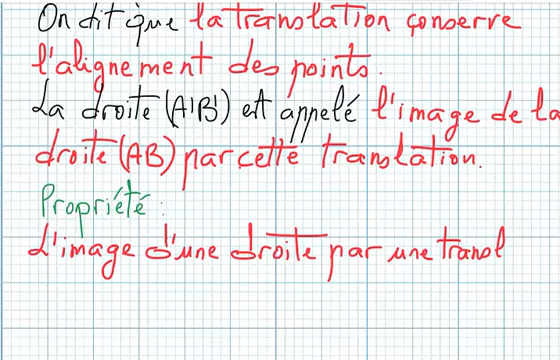 On dit que la translation conserve
l'alignement des points.
La droite (A'B') est appelé l'image de la
droite (AB) par cette translation.
Propriété :
L'image d'une droite par une transl